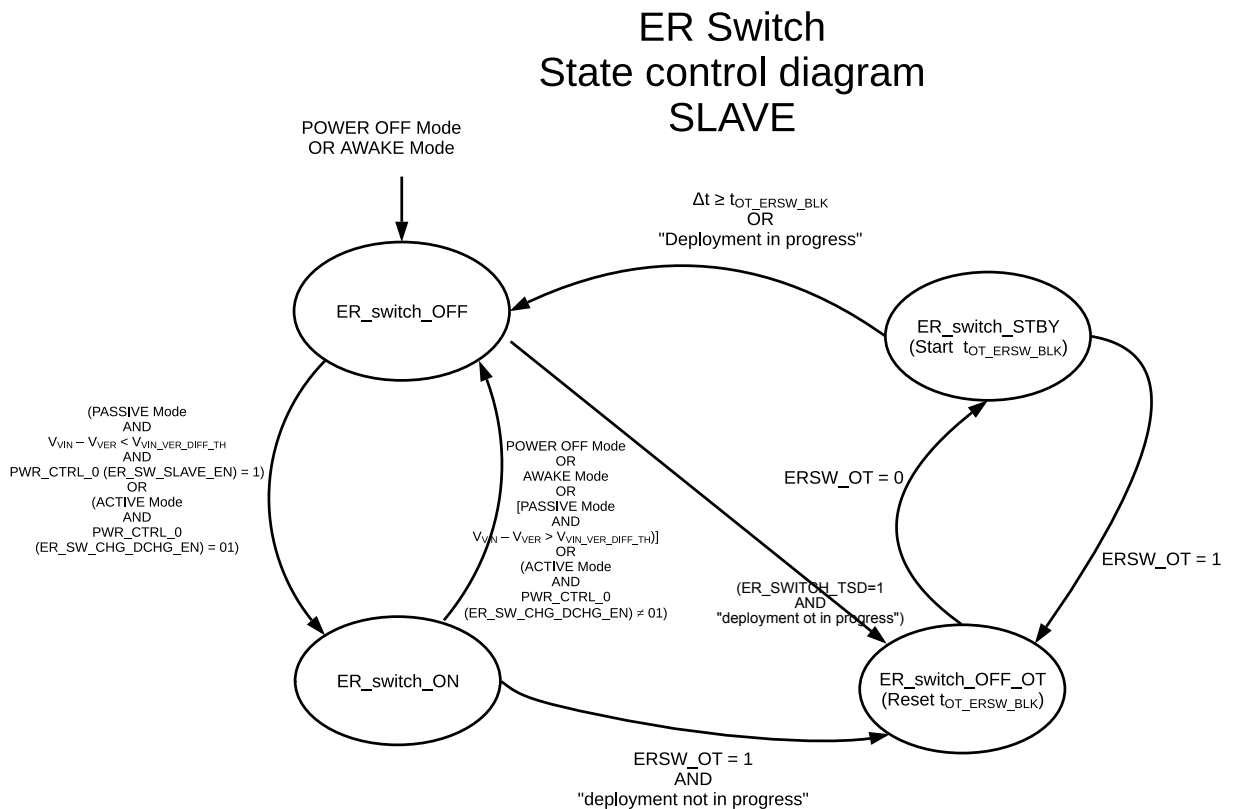 ER Switch
State control diagram
SLAVE
POWER OFF Mode
OR AWAKE Mode
Δt ≥ tOT_ERSW_BLK
OR
"Deployment in progress"
ER_switch_OFF
ER_switch_STBY
(Start tOT_ERSW_BLK)
(PASSIVE Mode
AND
VVIN – VVER < VVIN_VER_DIFF_TH
AND
PWR_CTRL_0 (ER_SW_SLAVE_EN) = 1)
OR
(ACTIVE Mode
AND
PWR_CTRL_0
(ER_SW_CHG_DCHG_EN) = 01)
POWER OFF Mode
OR
AWAKE Mode
OR
[PASSIVE Mode
AND
VVIN – VVER > VVIN_VER_DIFF_TH)]
OR
(ACTIVE Mode
AND
PWR_CTRL_0
(ER_SW_CHG_DCHG_EN) ≠ 01)
ERSW_OT = 0
ERSW_OT = 1
(ER_SWITCH_TSD=1
AND
"deployment ot in progress")
ER_switch_ON
ER_switch_OFF_OT
(Reset tOT_ERSW_BLK)
ERSW_OT = 1
AND
"deployment not in progress"